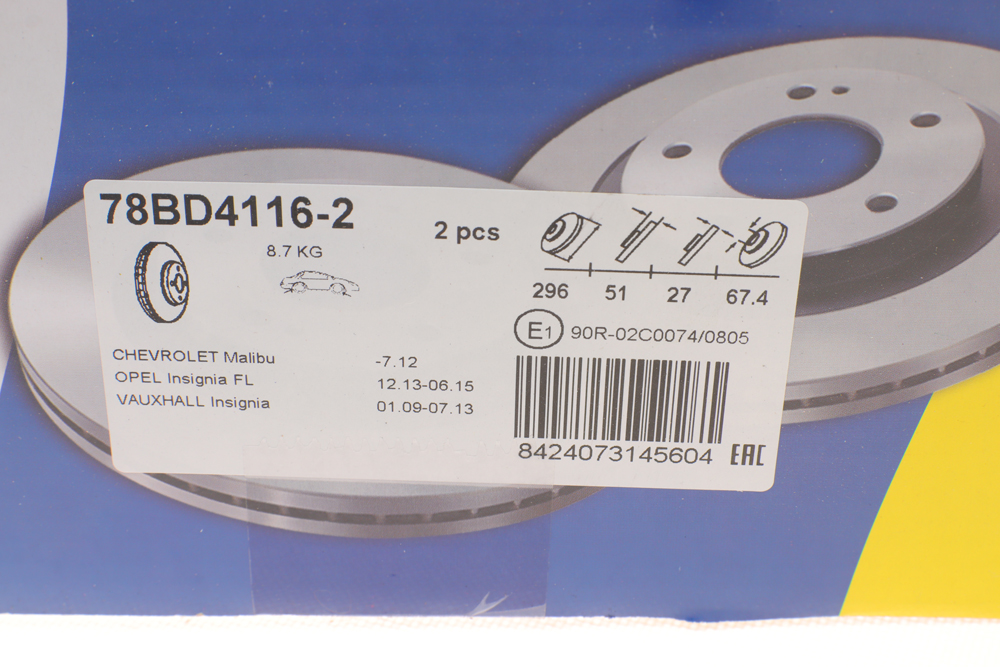 78BD4116-2
2 pcs
8.7 KG
296 51 27 67.4
E1 90R-02C0074/0805
CHEVROLET Malibu -7.12
OPEL Insignia FL 12.13-06.15
VAUXHALL Insignia 01.09-07.13
8424073145604 EAC